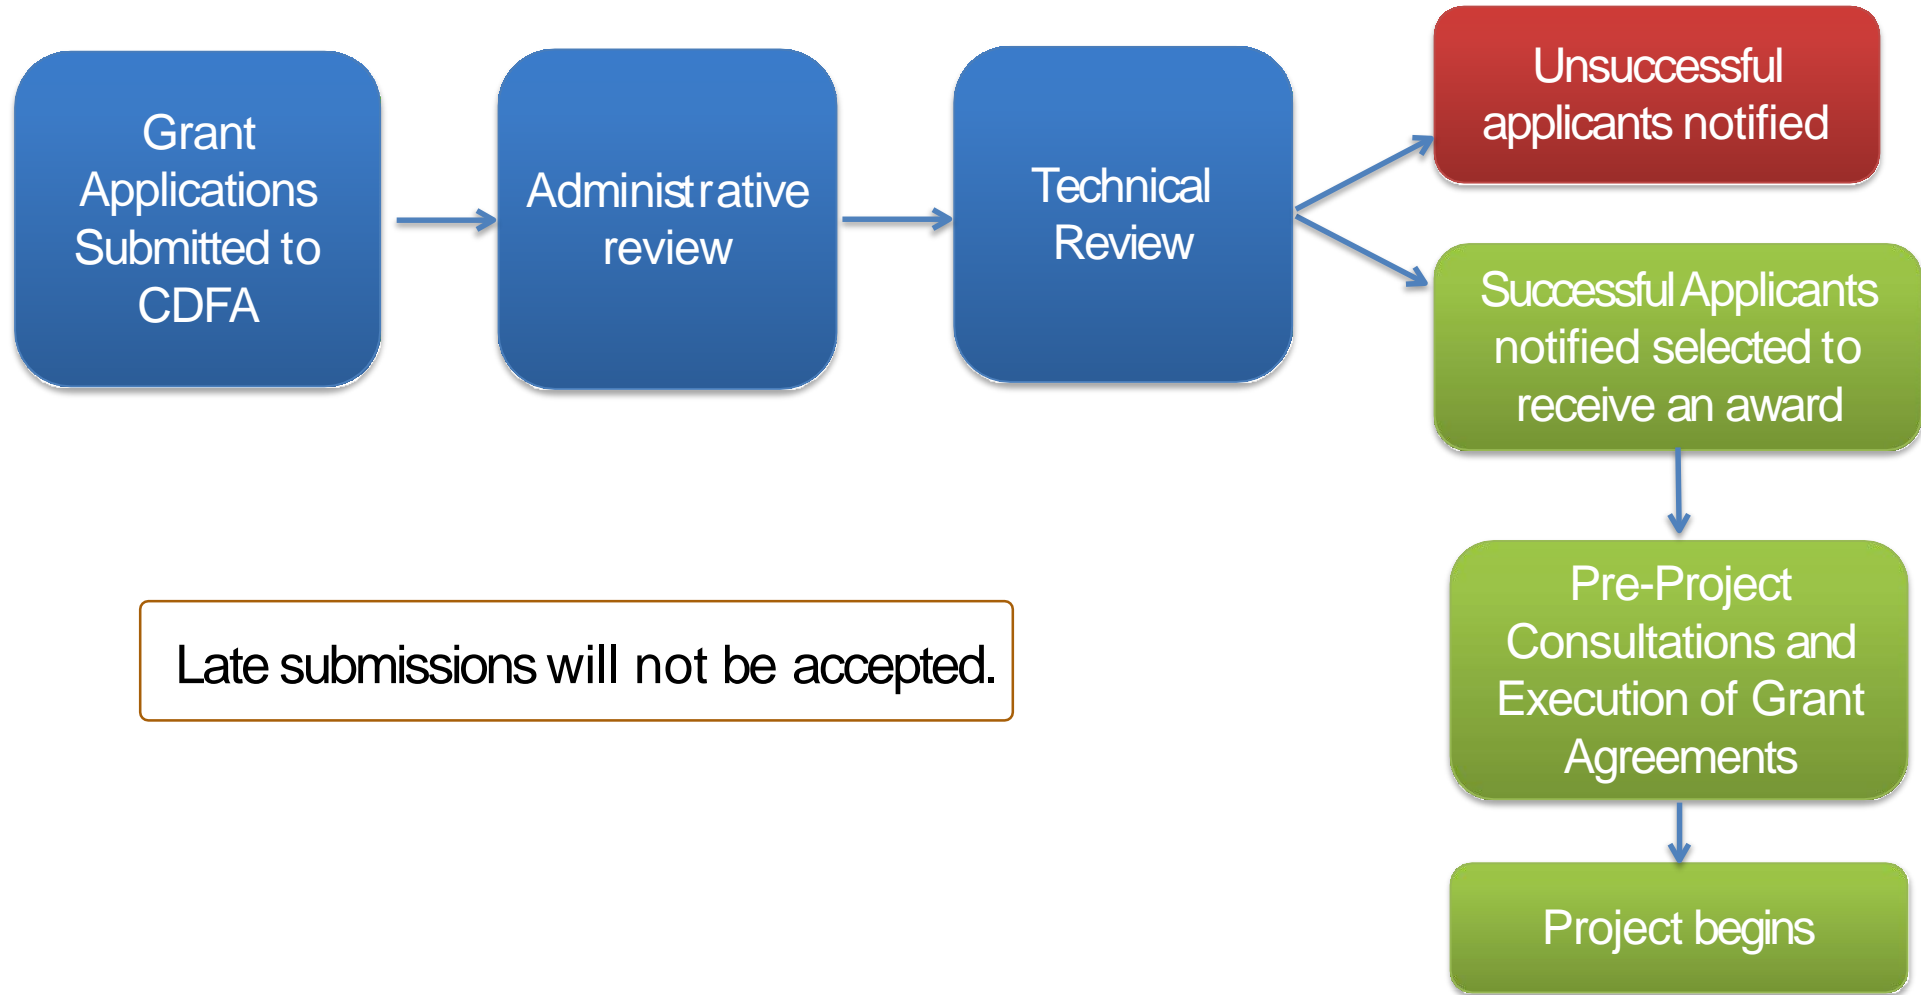 Grant
Applications
Submitted to
CDFA
Administrative
review
Technical
Review
Unsuccessful
applicants notified
Successful Applicants
notified selected to
receive an award
Pre-Project
Consultations and
Execution of Grant
Agreements
Project begins
Late submissions will not be accepted.